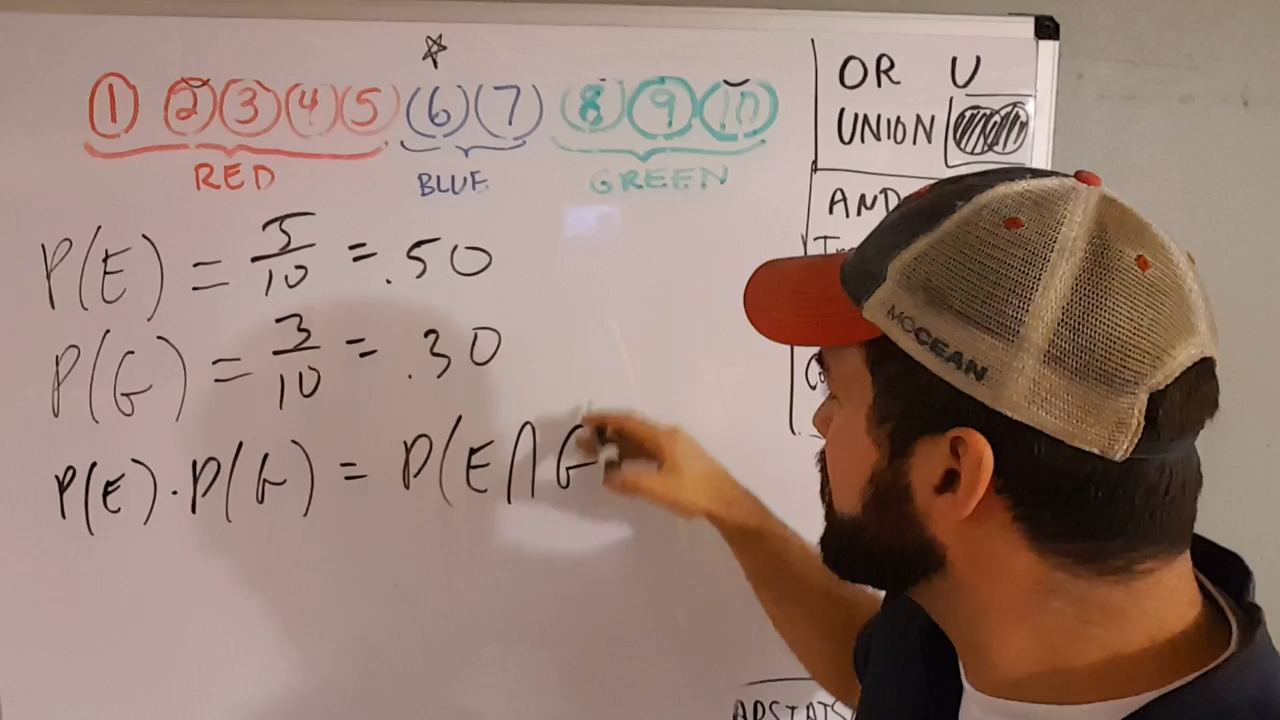 1 2 3 4 5 6 7 8 9 10
RED BLUE GREEN
P(E) = 5/10 = .50
P(G) = 3/10 = .30
P(E) · P(G) = P(E ∩ G
OR U
UNION
AND
MOCEAN
APSTATS